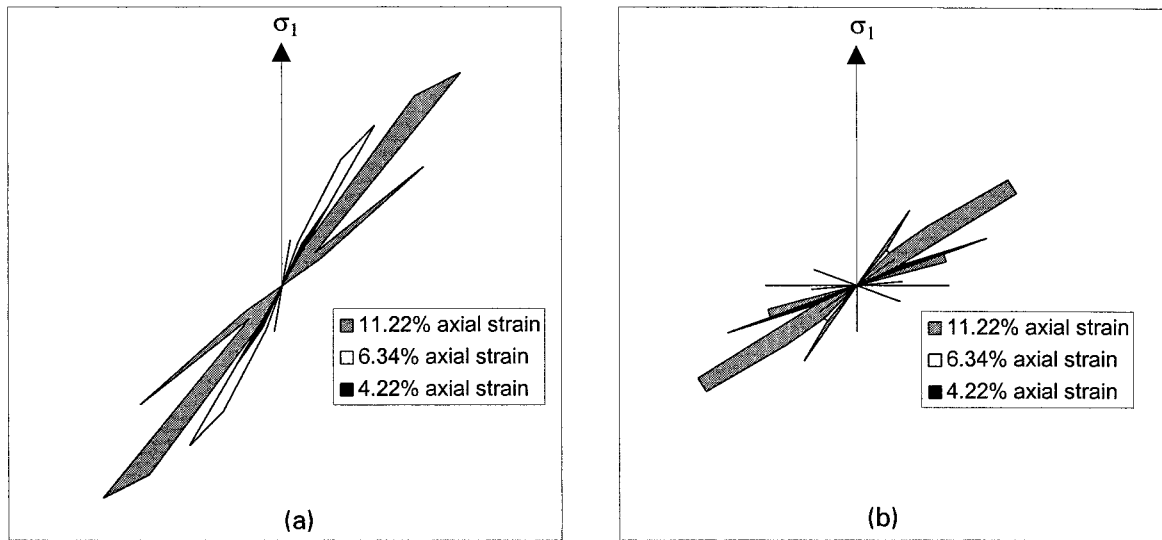 σ1
11.22% axial strain
6.34% axial strain
4.22% axial strain
(a)
σ1
11.22% axial strain
6.34% axial strain
4.22% axial strain
(b)